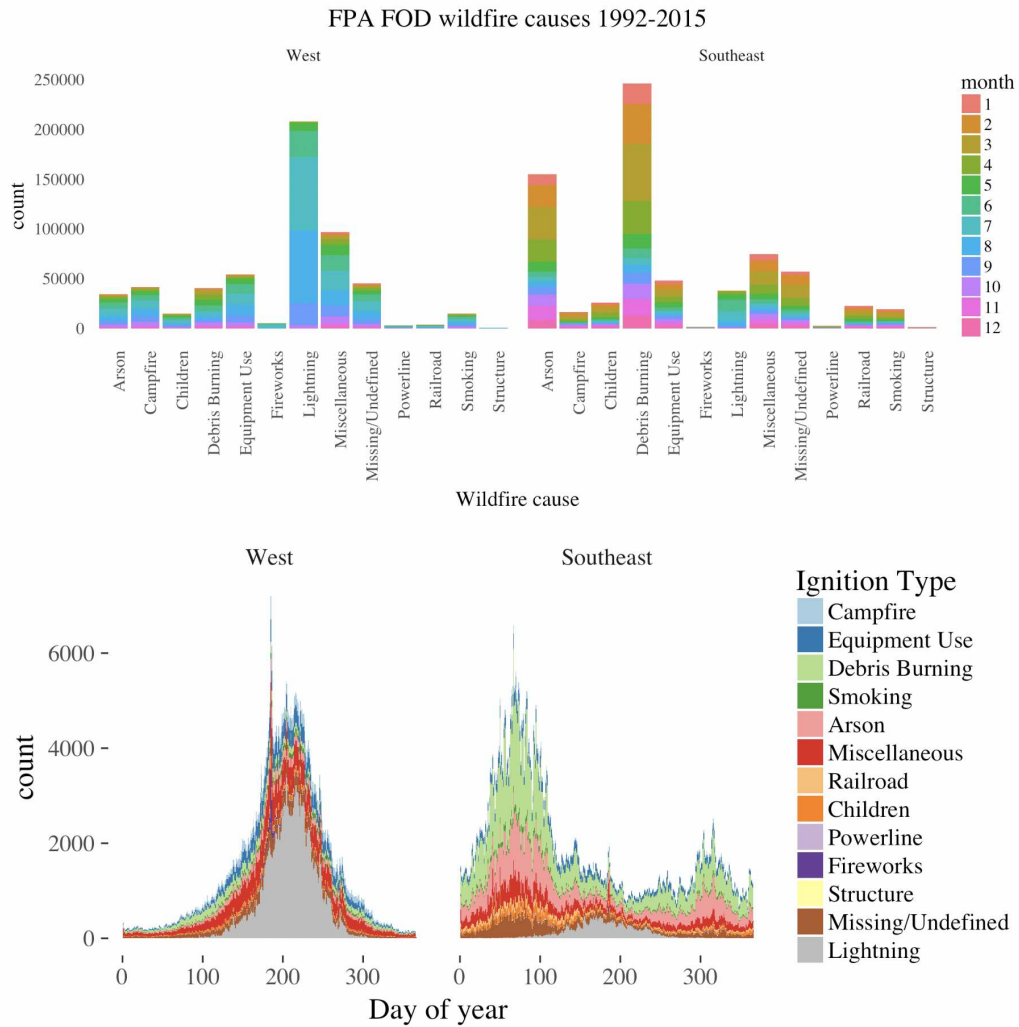 FPA FOD wildfire causes 1992-2015
West
Southeast
250000
200000
150000
100000
50000
0
count
month
1
2
3
4
5
6
7
8
9
10
11
12
Arson
Campfire
Children
Debris Burning
Equipment Use
Fireworks
Lightning
Miscellaneous
Missing/Undefined
Powerline
Railroad
Smoking
Structure
Arson
Campfire
Children
Debris Burning
Equipment Use
Fireworks
Lightning
Miscellaneous
Missing/Undefined
Powerline
Railroad
Smoking
Structure
Wildfire cause
West
Southeast
6000
4000
2000
0
count
0
100
200
300
0
100
200
300
Day of year
Ignition Type
Campfire
Equipment Use
Debris Burning
Smoking
Arson
Miscellaneous
Railroad
Children
Powerline
Fireworks
Structure
Missing/Undefined
Lightning